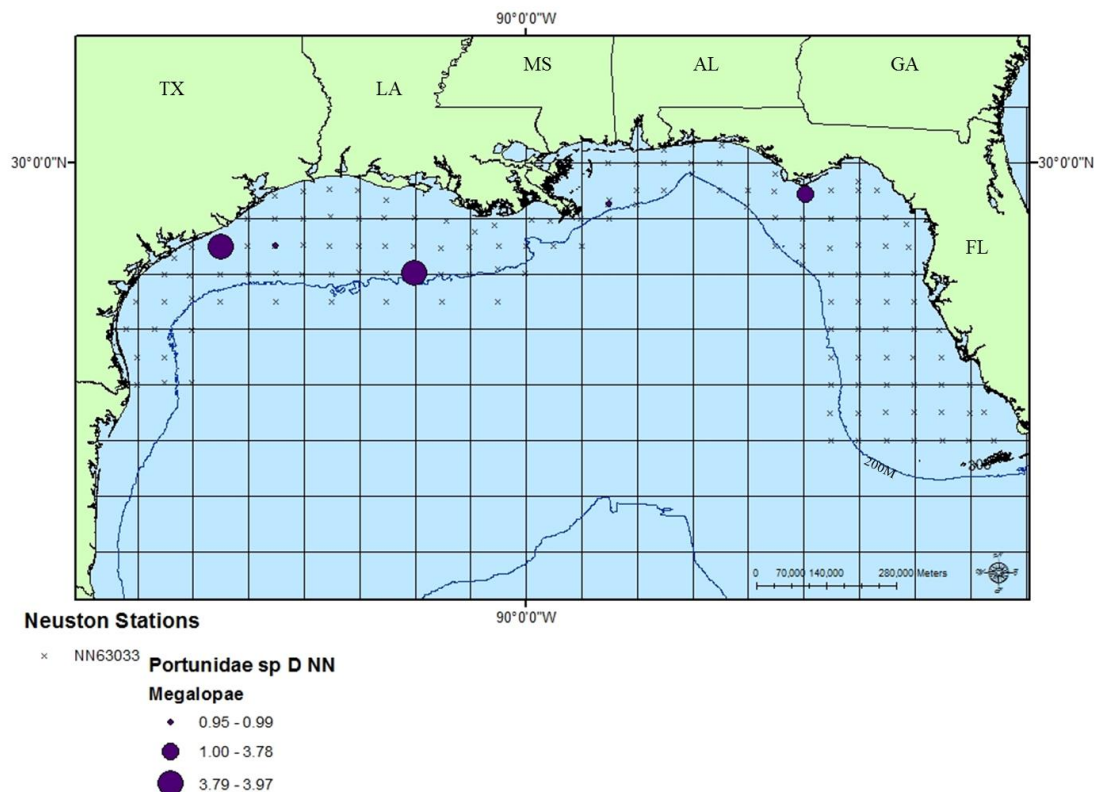 90°0'0"W
TX
LA
MS
AL
GA
30°0'0"N
30°0'0"N
FL
200M
0 70,000 140,000 280,000 Meters
90°0'0"W
Neuston Stations
NN63033
Portunidae sp D NN
Megalopae
0.95 - 0.99
1.00 - 3.78
3.79 - 3.97